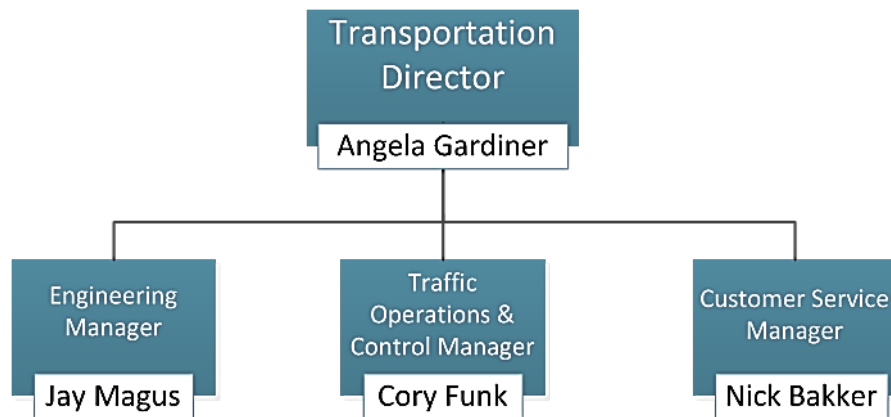 Transportation
Director
Angela Gardiner
Engineering
Manager
Jay Magus
Traffic
Operations &
Control Manager
Cory Funk
Customer Service
Manager
Nick Bakker